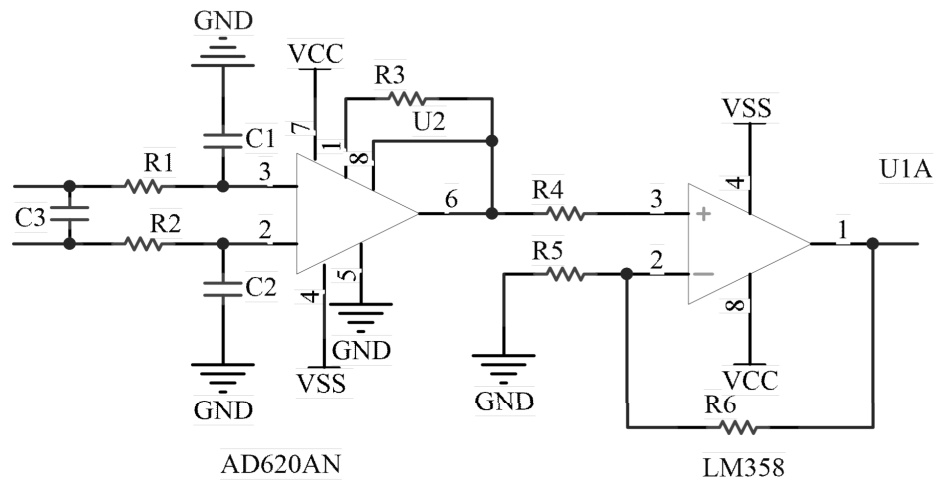 GND
VCC
R3
VSS
U2
7
1
8
C1
R1
3
U1A
4
6
R4
3
C3
R2
2
1
R5
2
C2
4
5
8
GND
VSS
GND
GND
VCC
R6
AD620AN
LM358